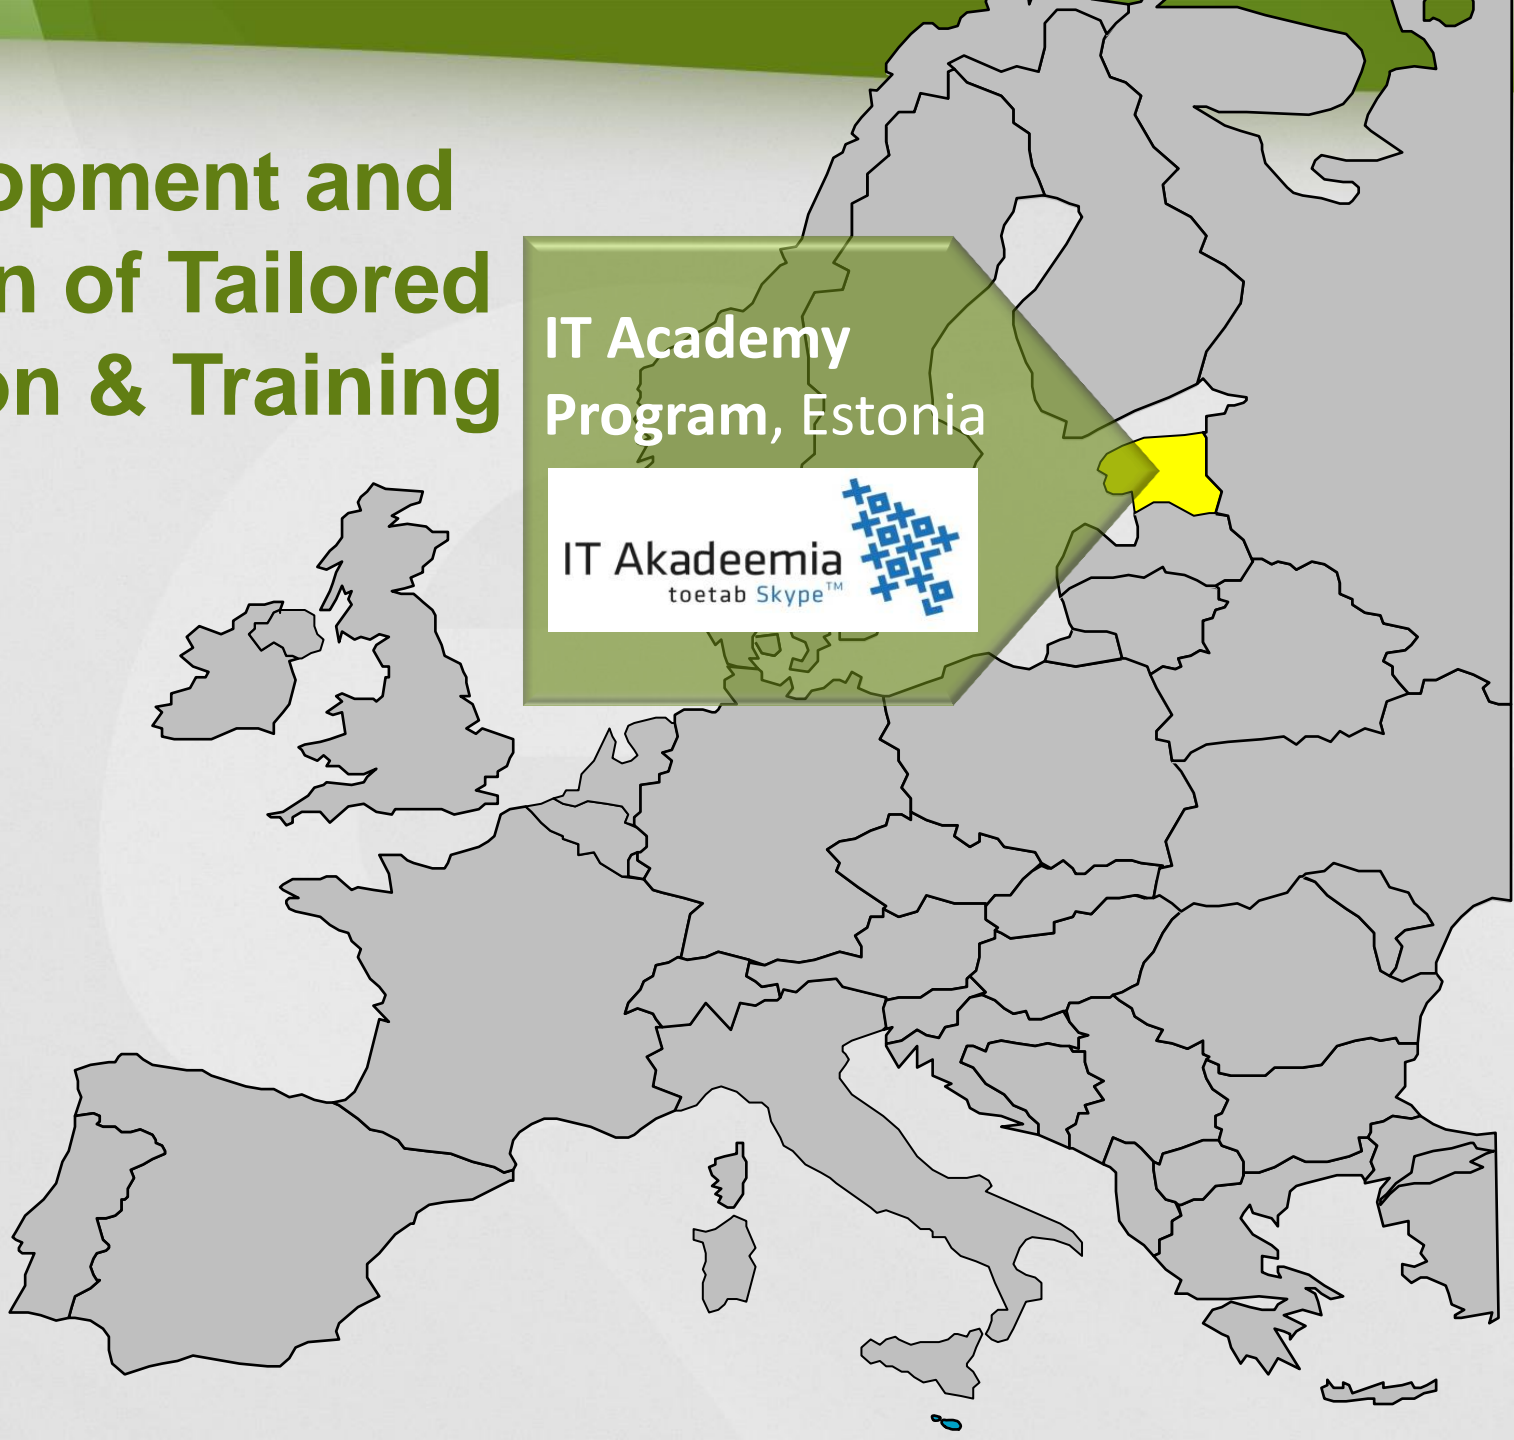 opment and
n of Tailored
on & Training
IT Academy
Program, Estonia
IT Akadeemia
toetab Skype™